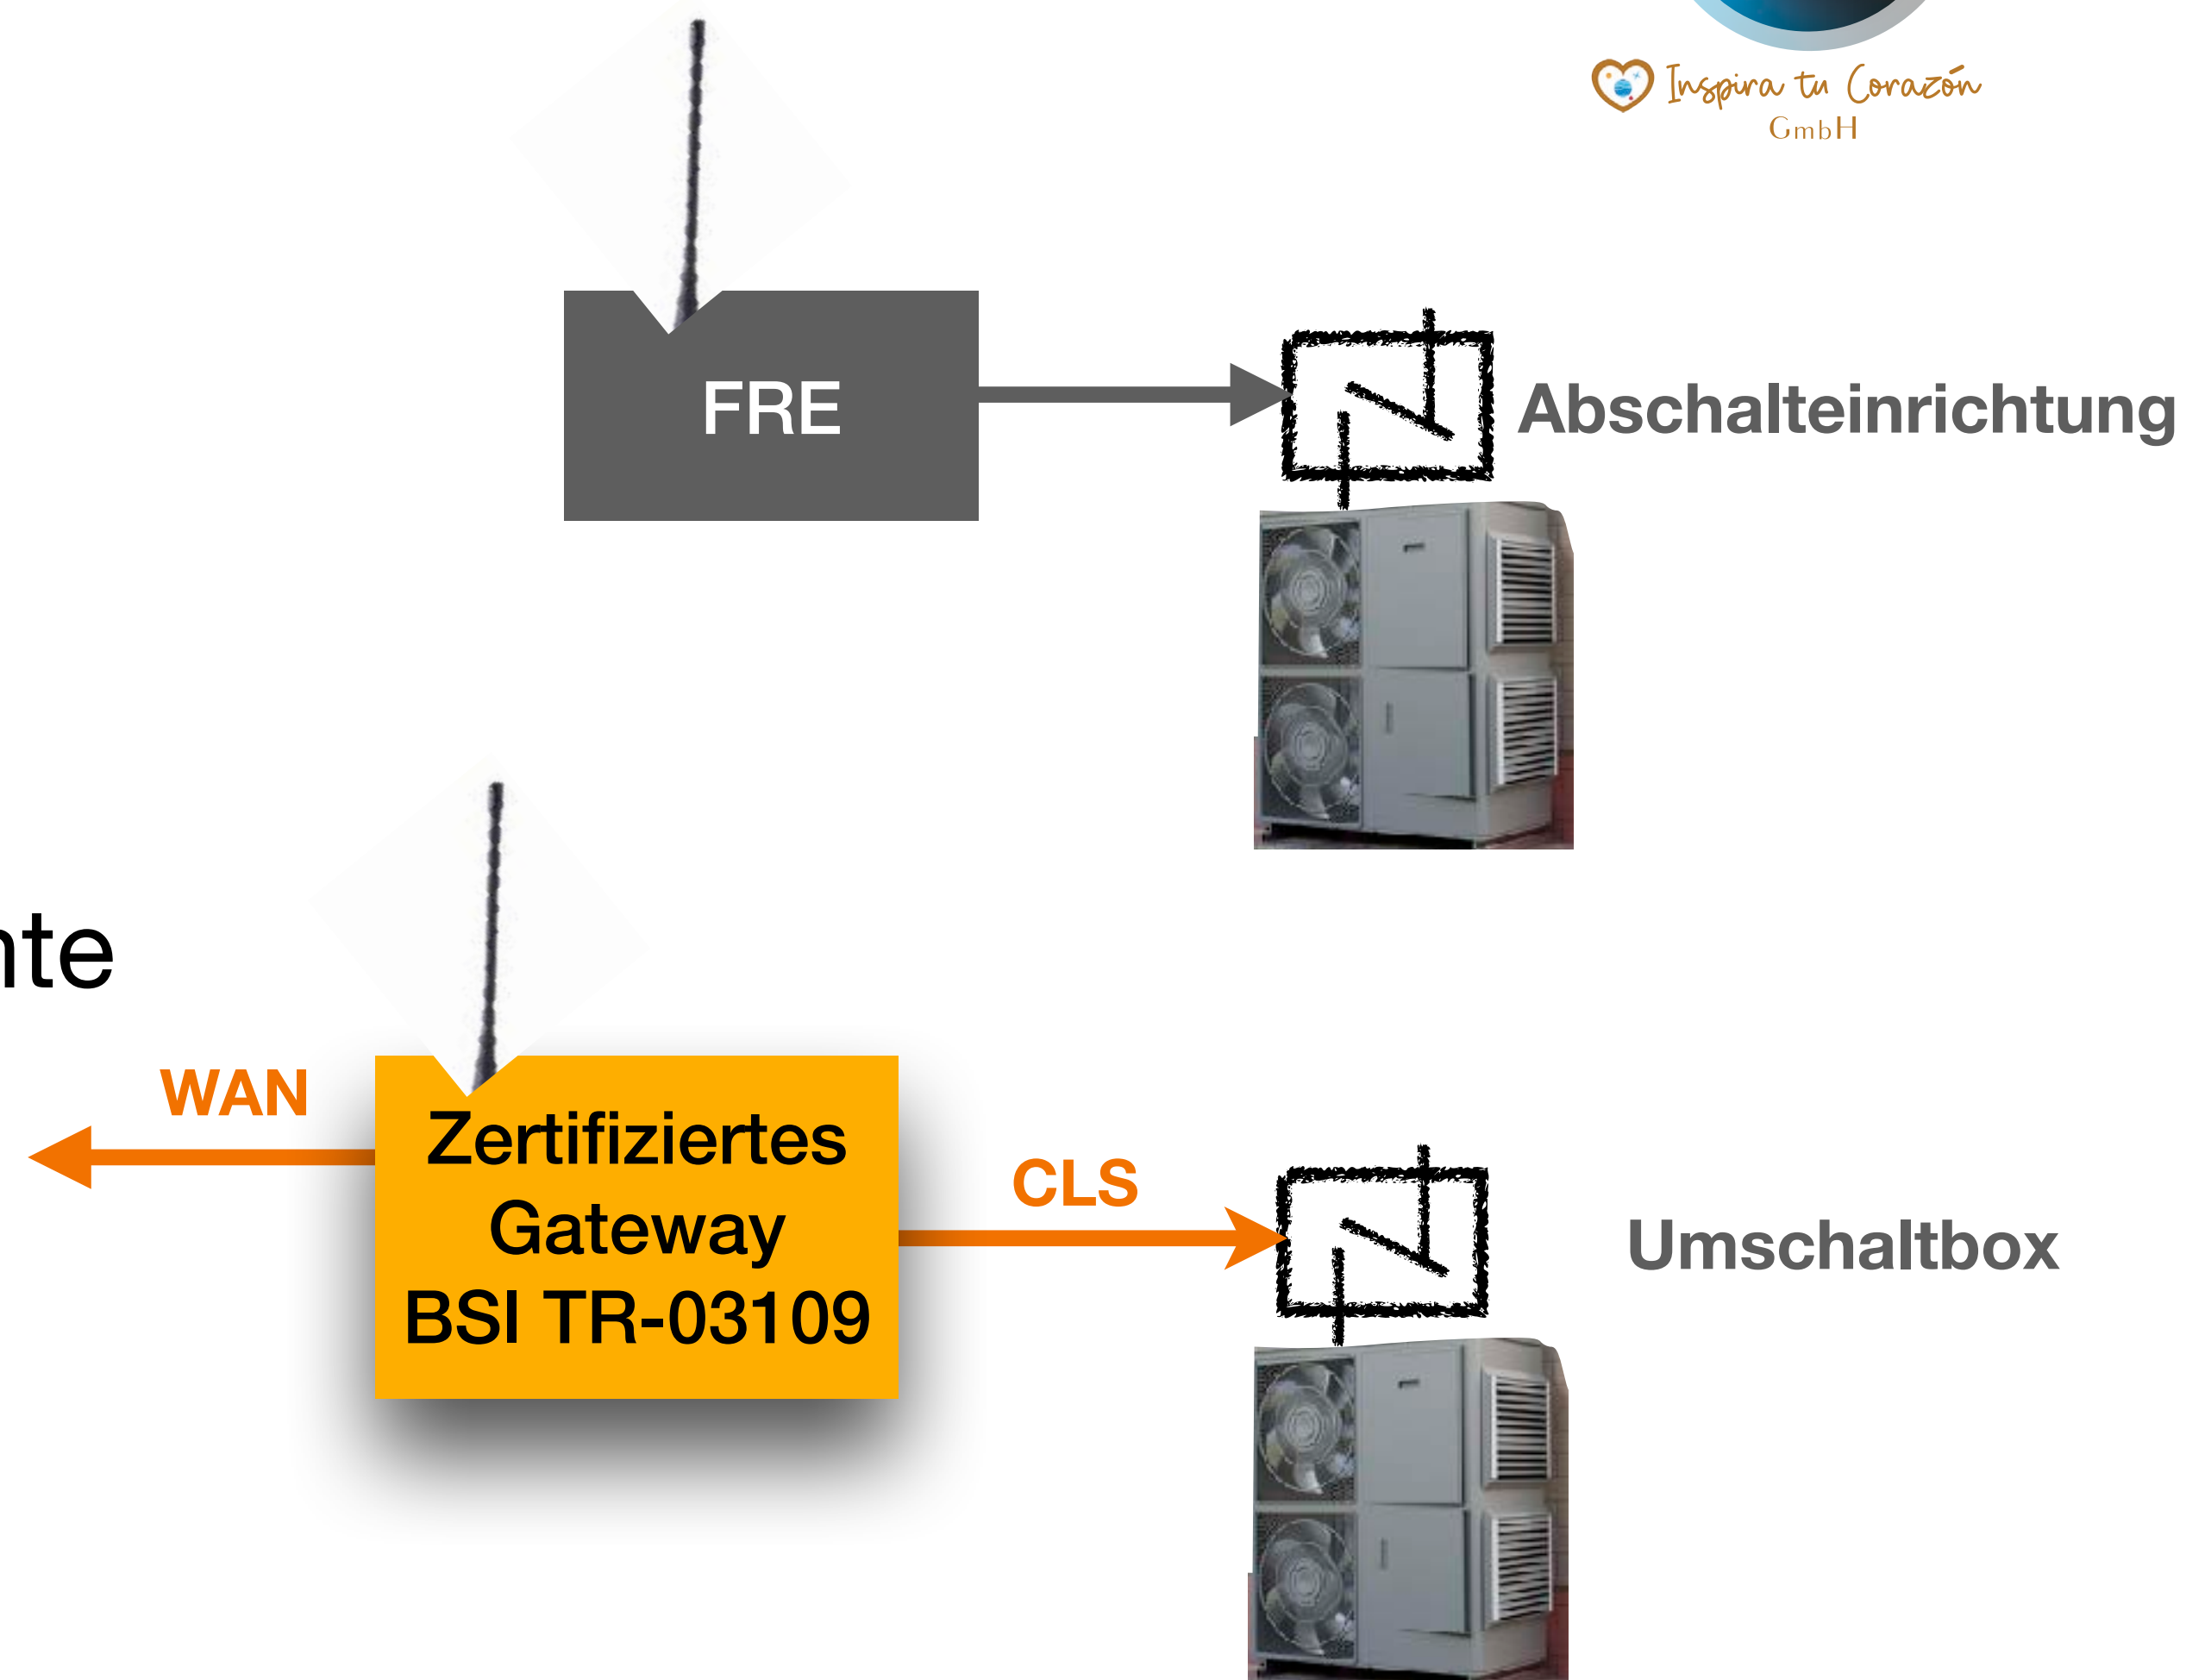 Inspira tu Corazón
GmbH
FRE
Abschalteinrichtung
nte
WAN
Zertifiziertes
Gateway
BSI TR-03109
CLS
Umschaltbox